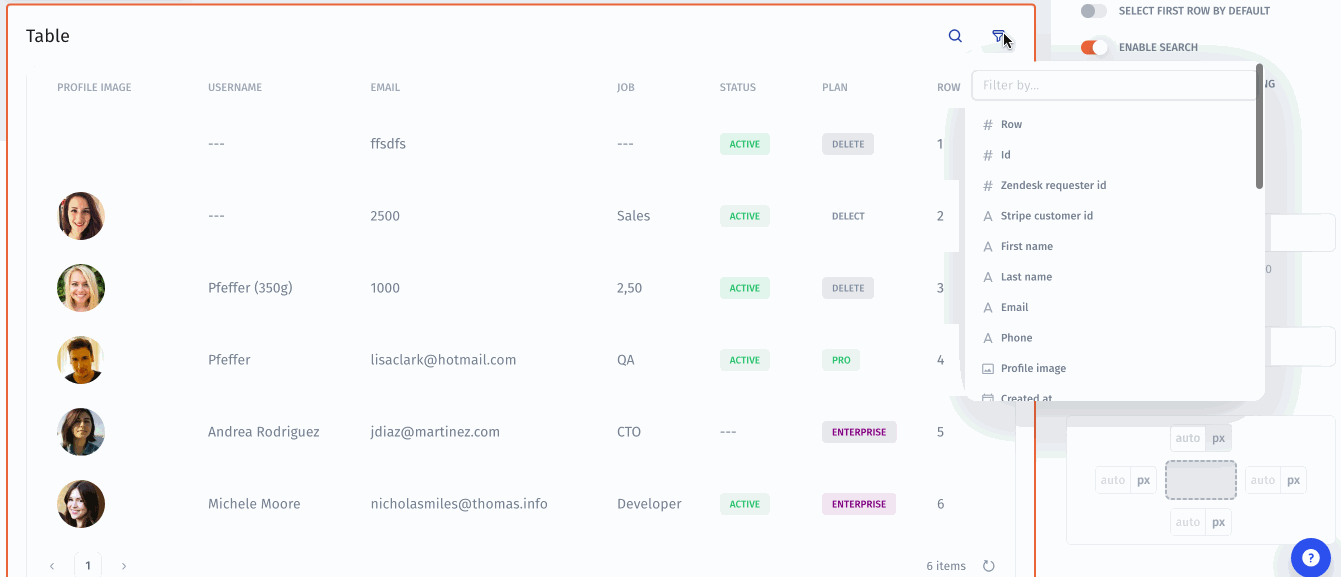 Table
PROFILE IMAGE USERNAME EMAIL JOB STATUS PLAN ROW
--- ffsdfs --- ACTIVE DELETE 1
--- 2500 Sales ACTIVE DELECT 2
Pfeffer (350g) 1000 2,50 ACTIVE DELETE 3
Pfeffer lisaclark@hotmail.com QA ACTIVE PRO 4
Andrea Rodriguez jdiaz@martinez.com CTO --- ENTERPRISE 5
Michele Moore nicholasmiles@thomas.info Developer ACTIVE ENTERPRISE 6
1
6 items
Filter by...
# Row
# Id
# Zendesk requester id
A Stripe customer id
A First name
A Last name
A Email
A Phone
Profile image
Created at
SELECT FIRST ROW BY DEFAULT
ENABLE SEARCH
NG
0
auto px
auto px
auto px
auto px
?